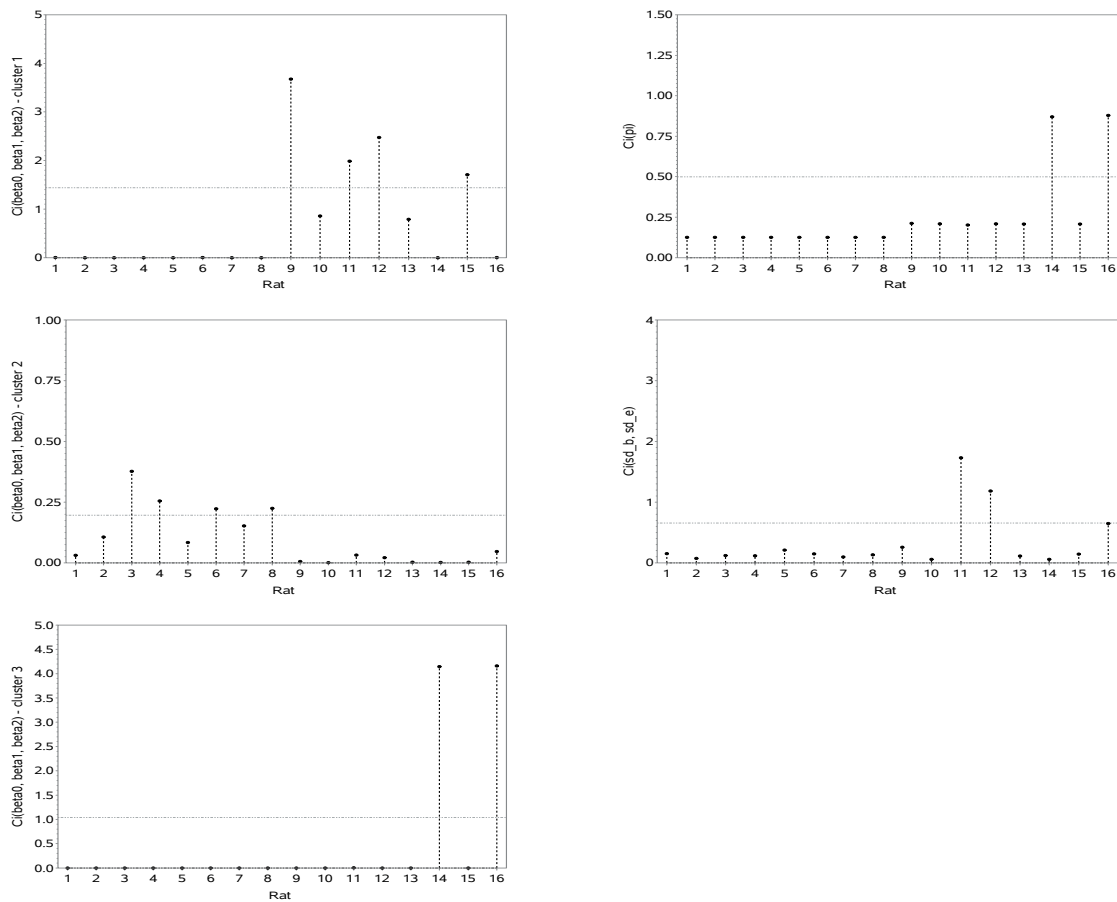 Ci(beta0, beta1, beta2) - cluster 1
5
4
3
2
1
0
1 2 3 4 5 6 7 8 9 10 11 12 13 14 15 16
Rat
Ci(pi)
1.50
1.25
1.00
0.75
0.50
0.25
0.00
1 2 3 4 5 6 7 8 9 10 11 12 13 14 15 16
Rat
Ci(beta0, beta1, beta2) - cluster 2
1.00
0.75
0.50
0.25
0.00
1 2 3 4 5 6 7 8 9 10 11 12 13 14 15 16
Rat
Ci(sd_b, sd_e)
4
3
2
1
0
1 2 3 4 5 6 7 8 9 10 11 12 13 14 15 16
Rat
Ci(beta0, beta1, beta2) - cluster 3
5.0
4.5
4.0
3.5
3.0
2.5
2.0
1.5
1.0
0.5
0.0
1 2 3 4 5 6 7 8 9 10 11 12 13 14 15 16
Rat